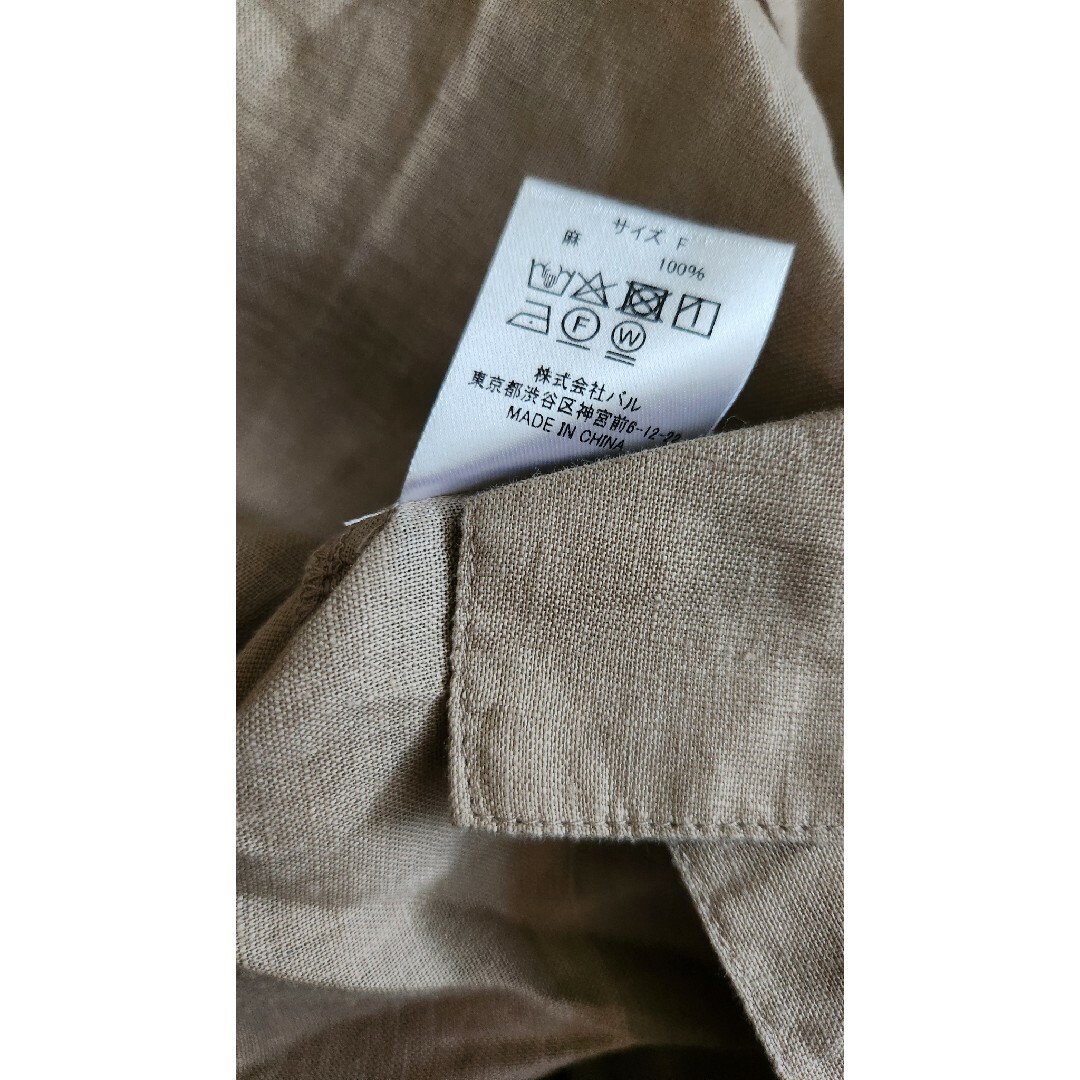 サイズ F
麻 100%
F W
株式会社パル
東京都渋谷区神宮前6-12-22
MADE IN CHINA